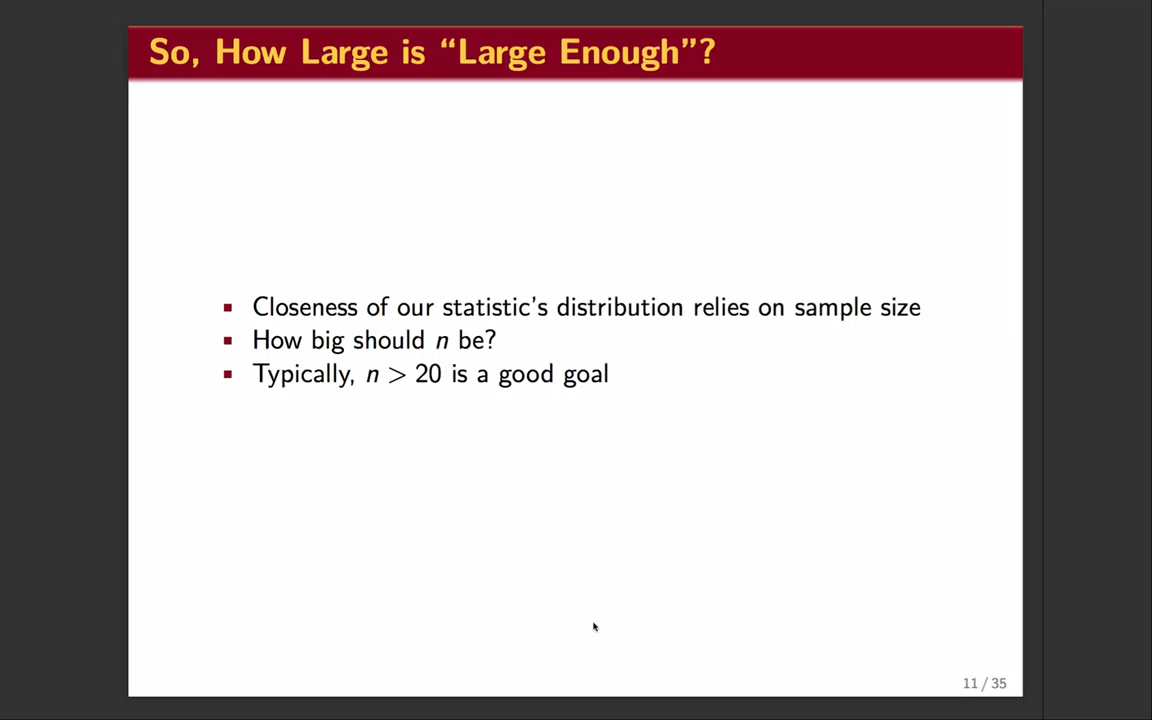 So, How Large is “Large Enough”?
Closeness of our statistic’s distribution relies on sample size
How big should n be?
Typically, n > 20 is a good goal
11 / 35